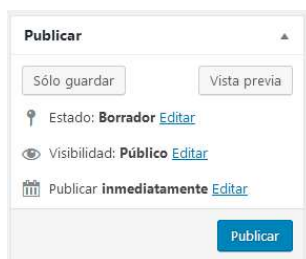 Publicar
Sólo guardar Vista previa
Estado: Borrador Editar
Visibilidad: Público Editar
Publicar inmediatamente Editar
Publicar